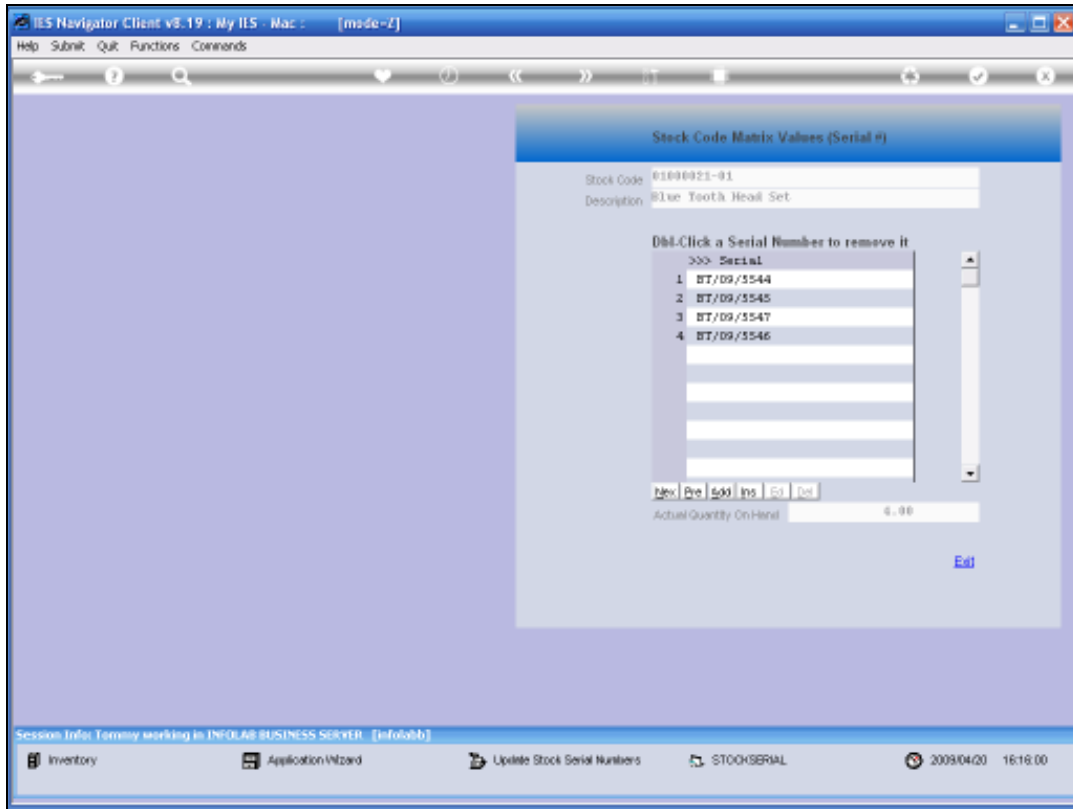 IES Navigator Client v8.19 : My IES - Mac : [mode=Z]
Help Submit Quit Functions Commands
Stock Code Matrix Values (Serial #)
Stock Code 01000021-01
Description Blue Tooth Head Set
Dbl-Click a Serial Number to remove it
>>> Serial
1 BT/09/5544
2 BT/09/5545
3 BT/09/5547
4 BT/09/5546
Nex Pre Add Ins Ed Del
Actual Quantity On Hand 4.00
Exit
Session Info: Tommy working in INFOLAB BUSINESS SERVER [infolabb]
Inventory Application Wizard Update Stock Serial Numbers STOCKSERIAL 2009/04/20 16:16:00